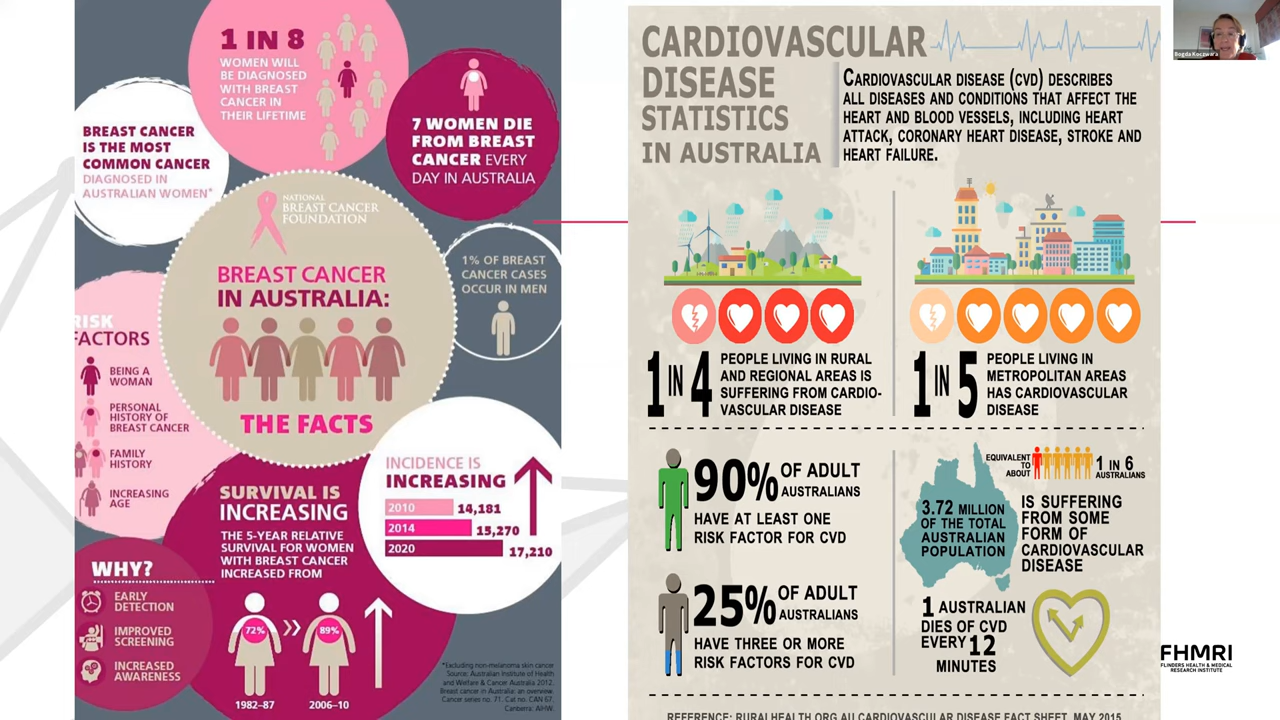 1 IN 8
WOMEN WILL
BE DIAGNOSED
WITH BREAST
CANCER IN
THEIR LIFETIME
BREAST CANCER
IS THE MOST
COMMON CANCER
DIAGNOSED IN
AUSTRALIAN WOMEN*
7 WOMEN DIE
FROM BREAST
CANCER EVERY
DAY IN AUSTRALIA
NATIONAL
BREAST CANCER
FOUNDATION
BREAST CANCER
IN AUSTRALIA:
THE FACTS
1% OF BREAST
CANCER CASES
OCCUR IN MEN
RISK
FACTORS
BEING A
WOMAN
PERSONAL
HISTORY OF
BREAST CANCER
FAMILY
HISTORY
INCREASING
AGE
INCIDENCE IS
INCREASING
2010 14,181
2014 15,270
2020 17,210
SURVIVAL IS
INCREASING
THE 5-YEAR RELATIVE
SURVIVAL FOR WOMEN
WITH BREAST CANCER
INCREASED FROM
72% 89%
1982–87 2006–10
WHY?
EARLY
DETECTION
IMPROVED
SCREENING
INCREASED
AWARENESS
*Excluding non-melanoma skin cancer
Source: Australian Institute of Health
and Welfare & Cancer Australia 2012.
Breast cancer in Australia: an overview.
Cancer series no. 71. Cat no. CAN 67.
Canberra: AIHW.
CARDIOVASCULAR
DISEASE
STATISTICS
IN AUSTRALIA
CARDIOVASCULAR DISEASE (CVD) DESCRIBES
ALL DISEASES AND CONDITIONS THAT AFFECT THE
HEART AND BLOOD VESSELS, INCLUDING HEART
ATTACK, CORONARY HEART DISEASE, STROKE AND
HEART FAILURE.
1 IN 4
PEOPLE LIVING IN RURAL
AND REGIONAL AREAS IS
SUFFERING FROM CARDIO-
VASCULAR DISEASE
1 IN 5
PEOPLE LIVING IN
METROPOLITAN AREAS
HAS CARDIOVASCULAR
DISEASE
90% OF ADULT
AUSTRALIANS
HAVE AT LEAST ONE
RISK FACTOR FOR CVD
25% OF ADULT
AUSTRALIANS
HAVE THREE OR MORE
RISK FACTORS FOR CVD
EQUIVALENT
TO
ABOUT
1 IN 6
AUSTRALIANS
3.72 MILLION
OF THE TOTAL
AUSTRALIAN
POPULATION
IS SUFFERING
FROM SOME
FORM OF
CARDIOVASCULAR
DISEASE
1 AUSTRALIAN
DIES OF CVD
EVERY 12
MINUTES
REFERENCE: RURALHEALTH.ORG.AU CARDIOVASCULAR DISEASE FACT SHEET, MAY 2015
Bogda Koczwara
FHMRI
FLINDERS HEALTH & MEDICAL
RESEARCH INSTITUTE